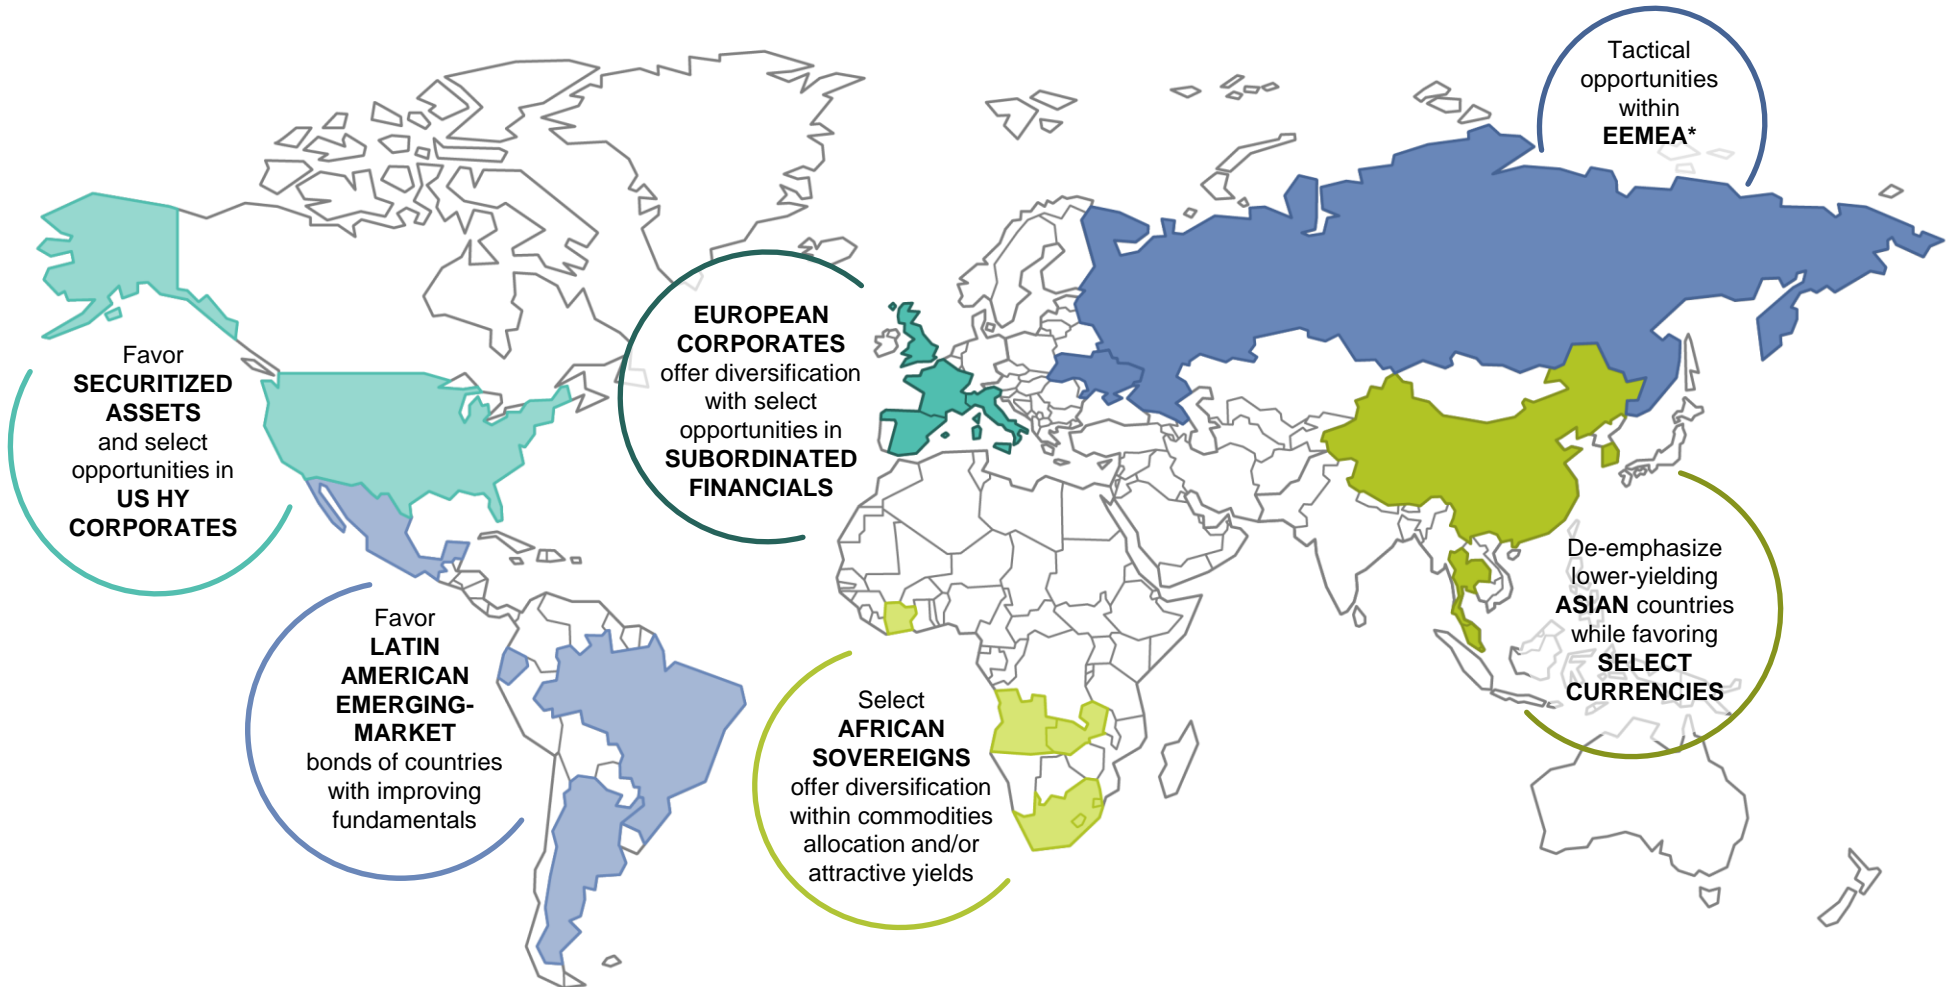 Tactical
opportunities
within
EEMEA*
EUROPEAN
CORPORATES
offer diversification
with select
opportunities in
SUBORDINATED
FINANCIALS
Favor
SECURITIZED
ASSETS
and select
opportunities in
US HY
CORPORATES
De-emphasize
lower-yielding
ASIAN countries
while favoring
SELECT
CURRENCIES
Favor
LATIN
AMERICAN
EMERGING-
MARKET
bonds of countries
with improving
fundamentals
Select
AFRICAN
SOVEREIGNS
offer diversification
within commodities
allocation and/or
attractive yields